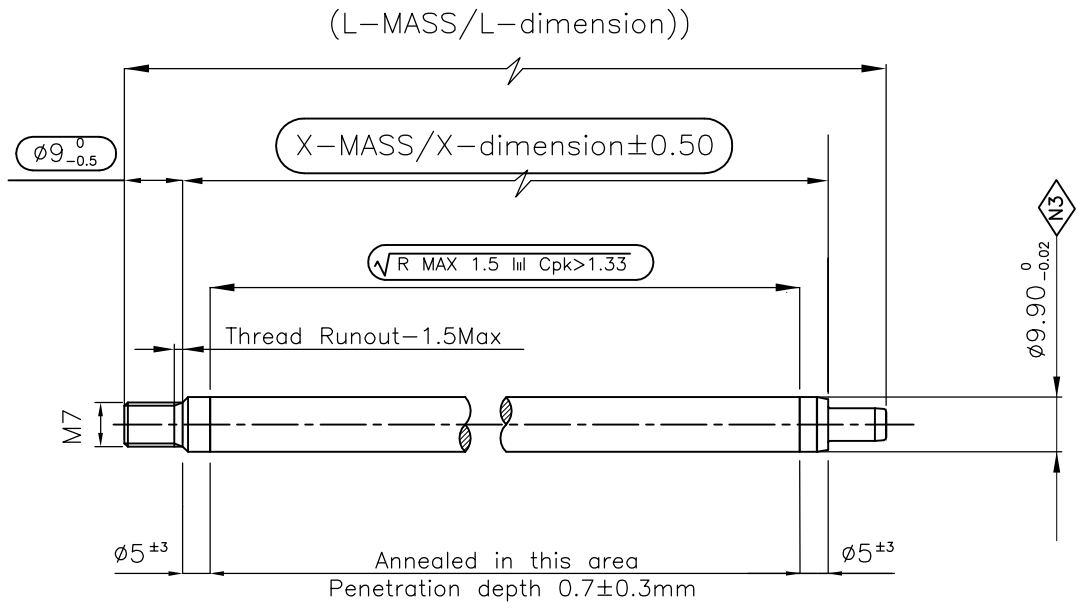 (L-MASS/L-dimension))
ø9 0 -0.5
X-MASS/X-dimension±0.50
N3
√R MAX 1.5 Cpk>1.33
ø9.90 0 -0.02
Thread Runout-1.5Max
M7
ø5 ±3
Annealed in this area
ø5 ±3
Penetration depth 0.7±0.3mm